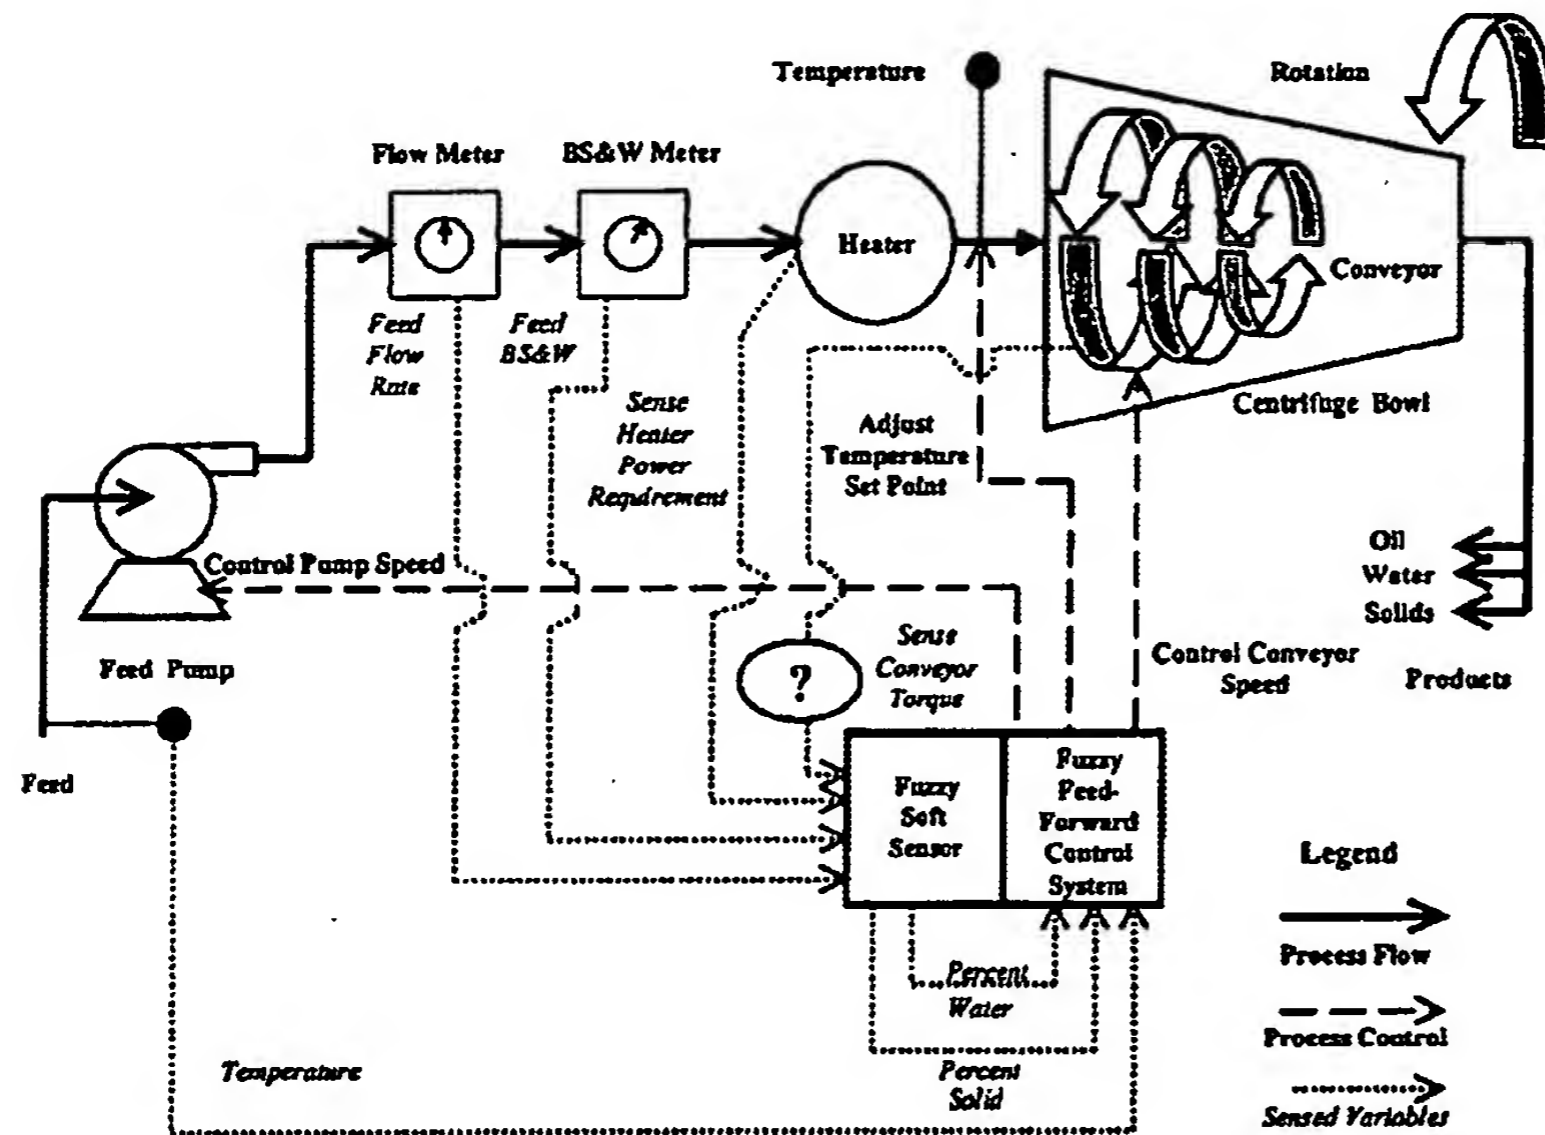 Temperature
Rotation
Flow Meter
BS&W Meter
Heater
Conveyor
Feed
Flow
Rate
Feed
BS&W
Sense
Heater
Power
Requirement
Adjust
Temperature
Set Point
Centrifuge Bowl
Control Pump Speed
Oil
Water
Solids
Feed Pump
?
Sense
Conveyor
Torque
Control Conveyor
Speed
Products
Feed
Fuzzy
Soft
Sensor
Fuzzy
Feed-
Forward
Control
System
Legend
Process Flow
Percent
Water
Process Control
Temperature
Percent
Solid
Sensed Variables